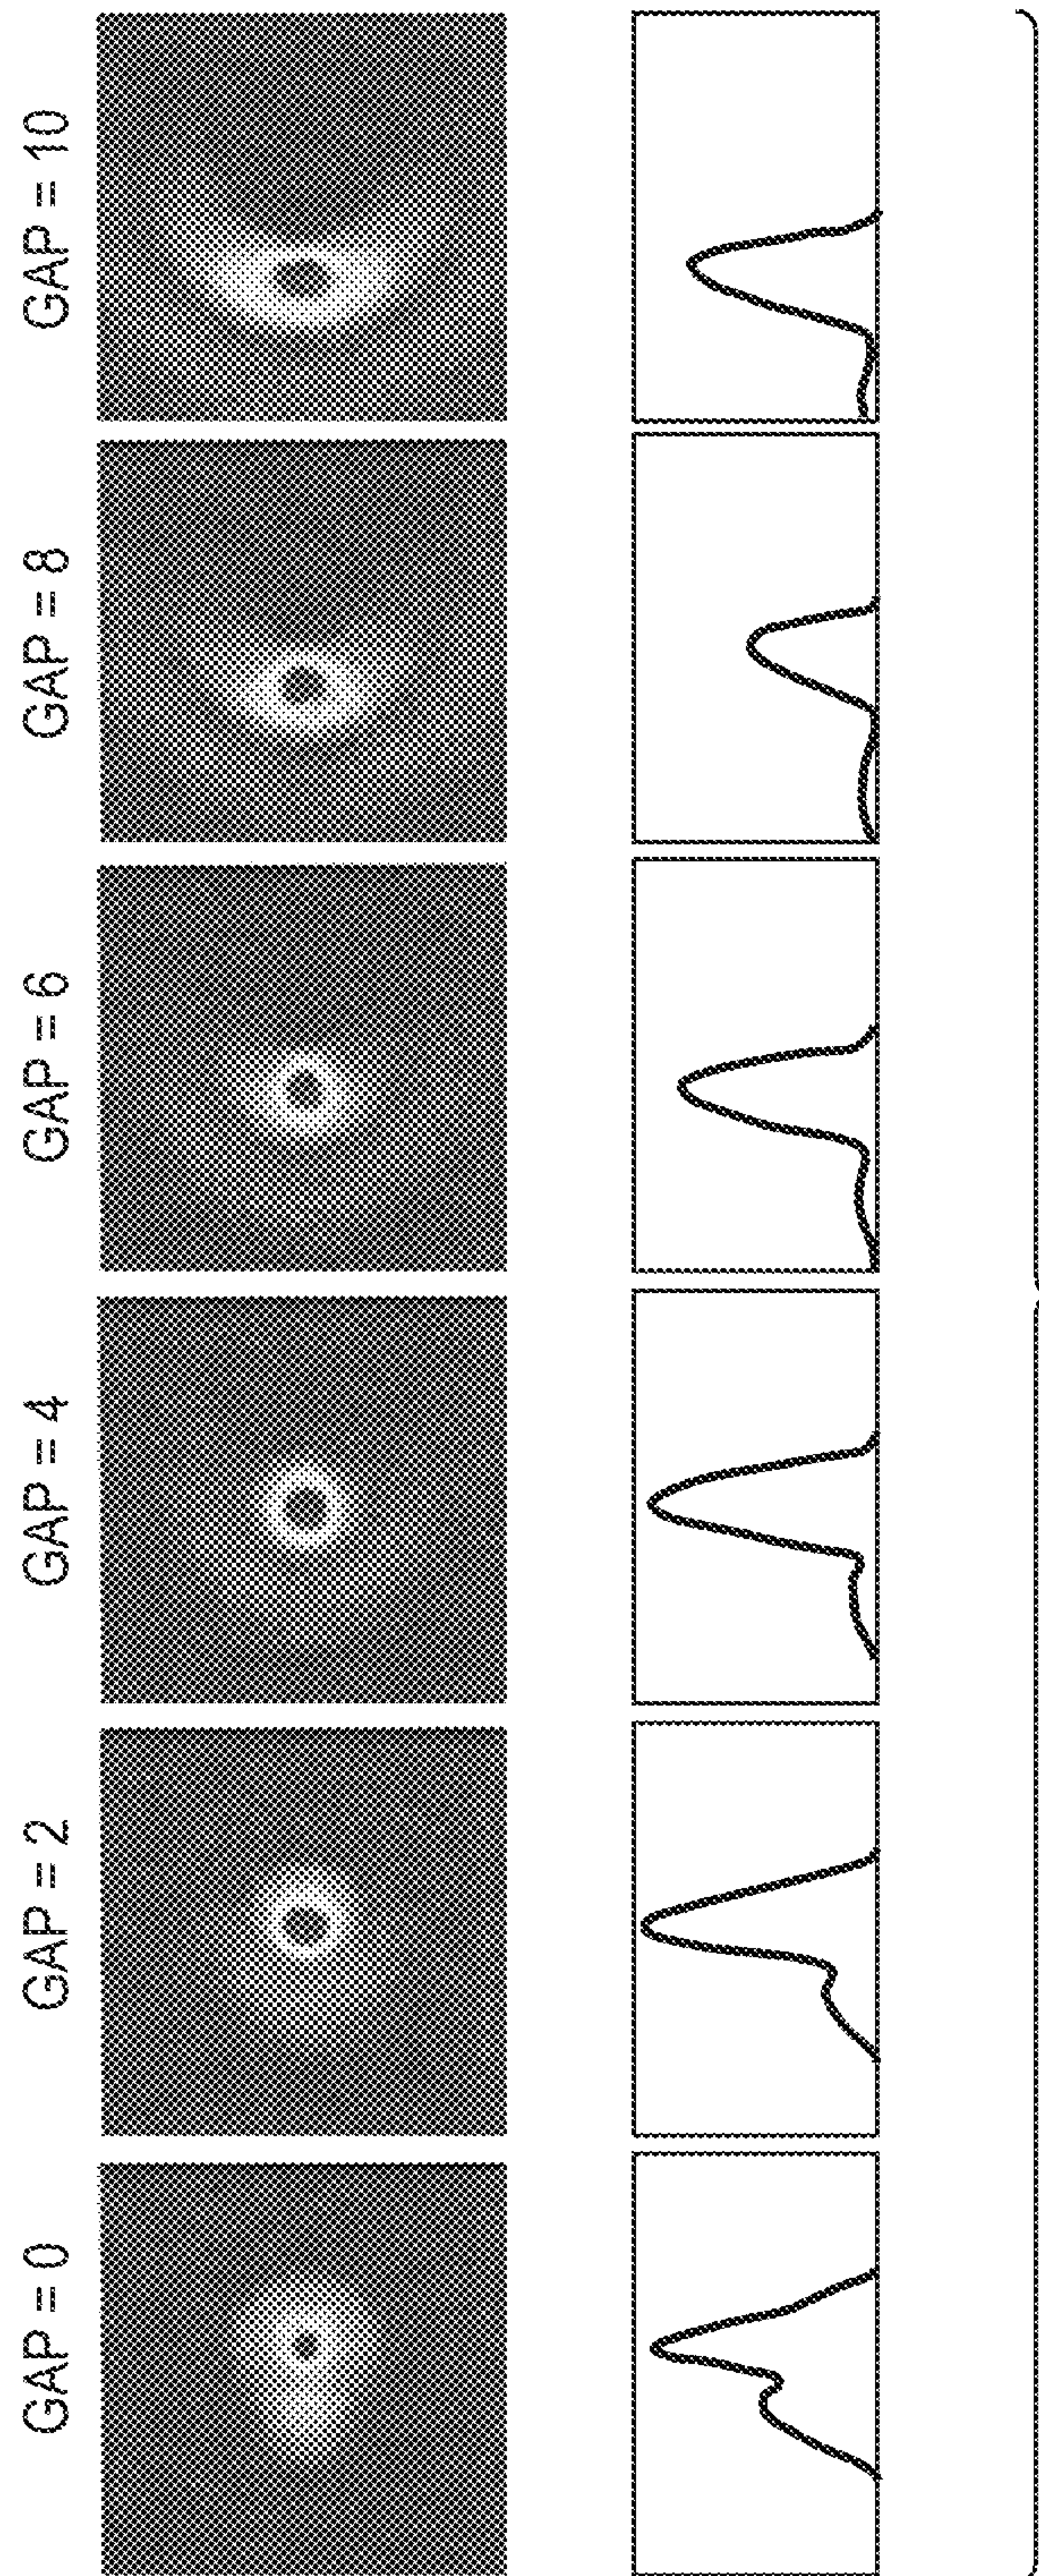 GAP = 0
GAP = 2
GAP = 4
GAP = 6
GAP = 8
GAP = 10